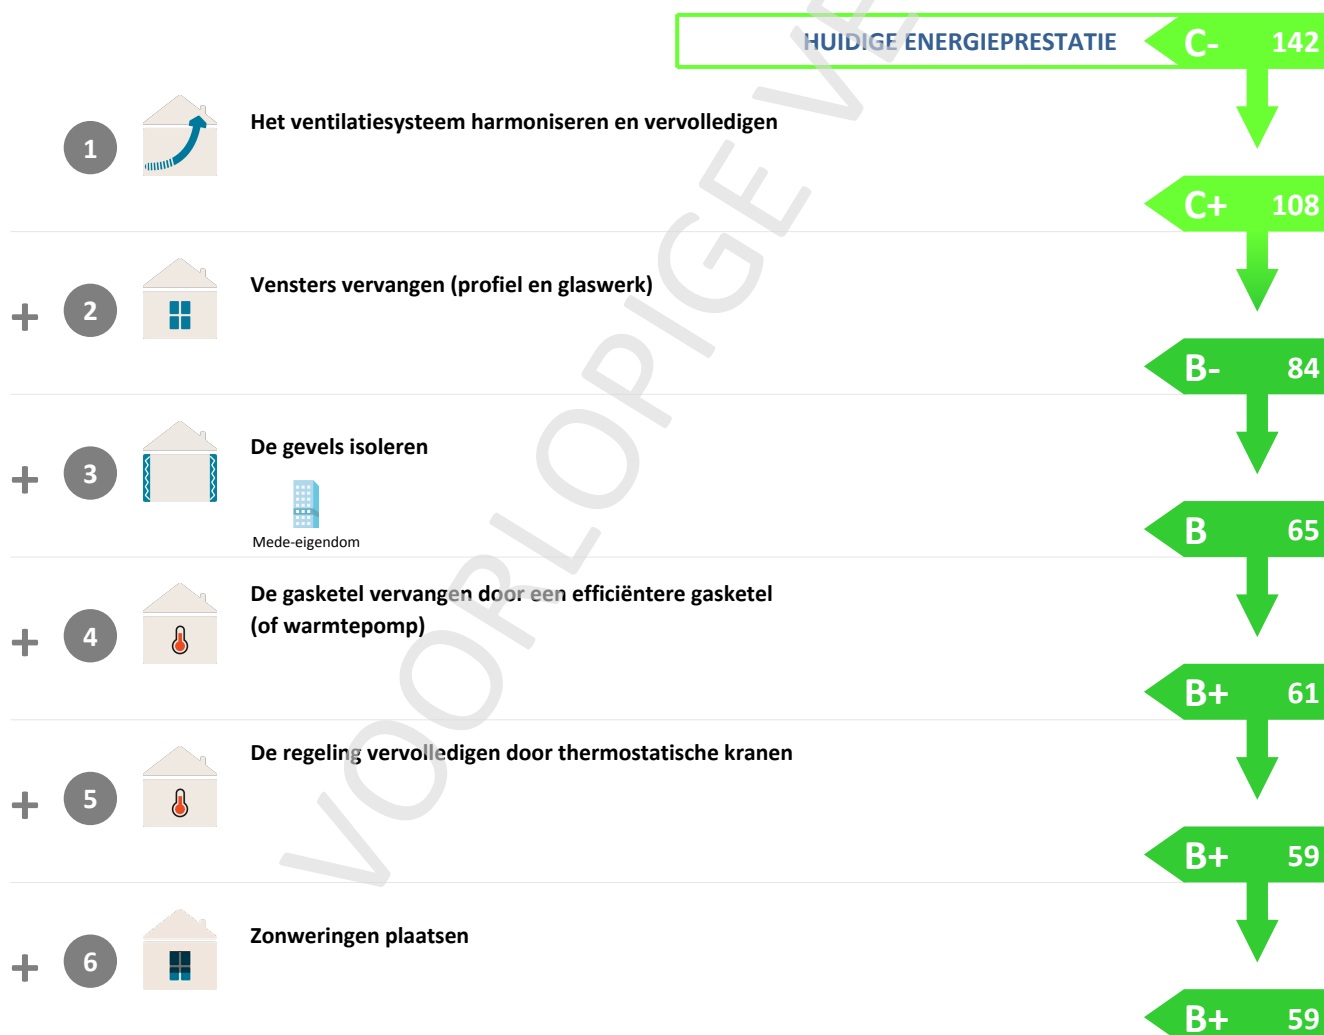 HUIDIGE ENERGIEPRESTATIE C- 142
1 Het ventilatiesysteem harmoniseren en vervolledigen
C+ 108
+ 2 Vensters vervangen (profiel en glaswerk)
B- 84
+ 3 De gevels isoleren
Mede-eigendom
B 65
De gasketel vervangen door een efficiëntere gasketel
+ 4 (of warmtepomp)
B+ 61
+ 5 De regeling vervolledigen door thermostatische kranen
B+ 59
+ 6 Zonweringen plaatsen
B+ 59
VOORLOPIGE VE